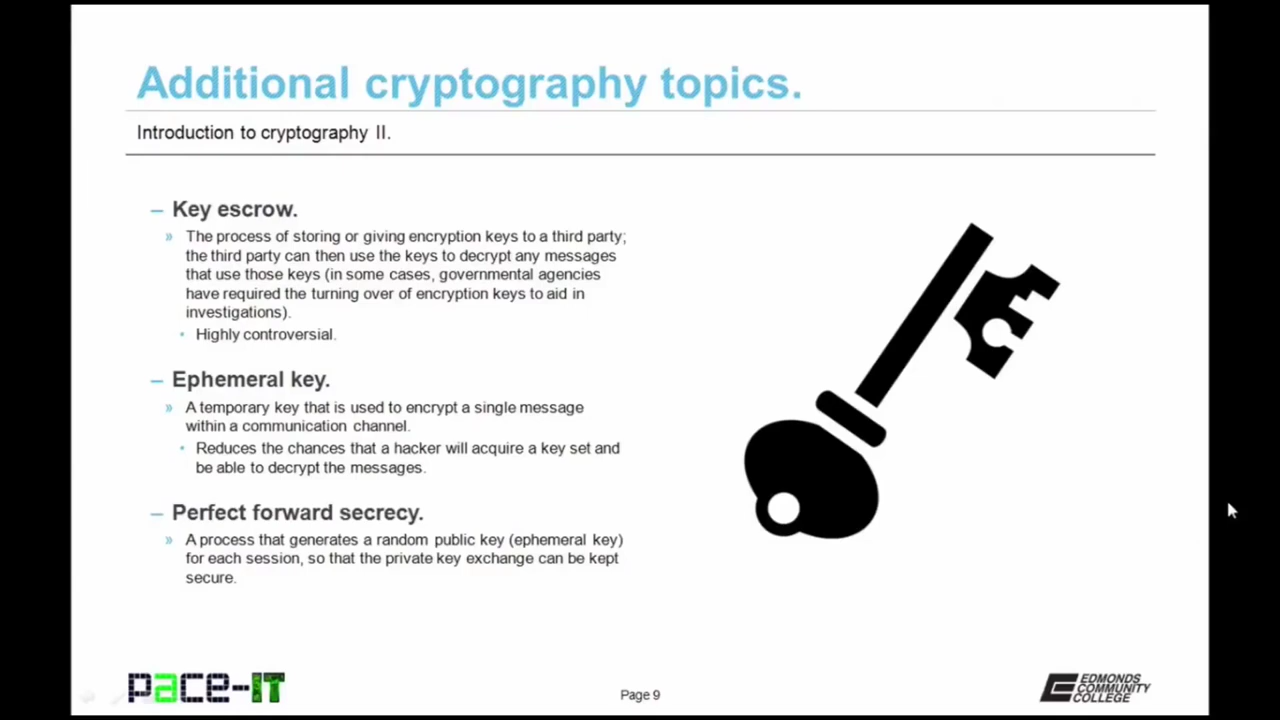 Additional cryptography topics.
Introduction to cryptography II.
– Key escrow.
» The process of storing or giving encryption keys to a third party;
the third party can then use the keys to decrypt any messages
that use those keys (in some cases, governmental agencies
have required the turning over of encryption keys to aid in
investigations).
• Highly controversial.
– Ephemeral key.
» A temporary key that is used to encrypt a single message
within a communication channel.
• Reduces the chances that a hacker will acquire a key set and
be able to decrypt the messages.
– Perfect forward secrecy.
» A process that generates a random public key (ephemeral key)
for each session, so that the private key exchange can be kept
secure.
pace-IT
Page 9
EDMONDS
COMMUNITY
COLLEGE